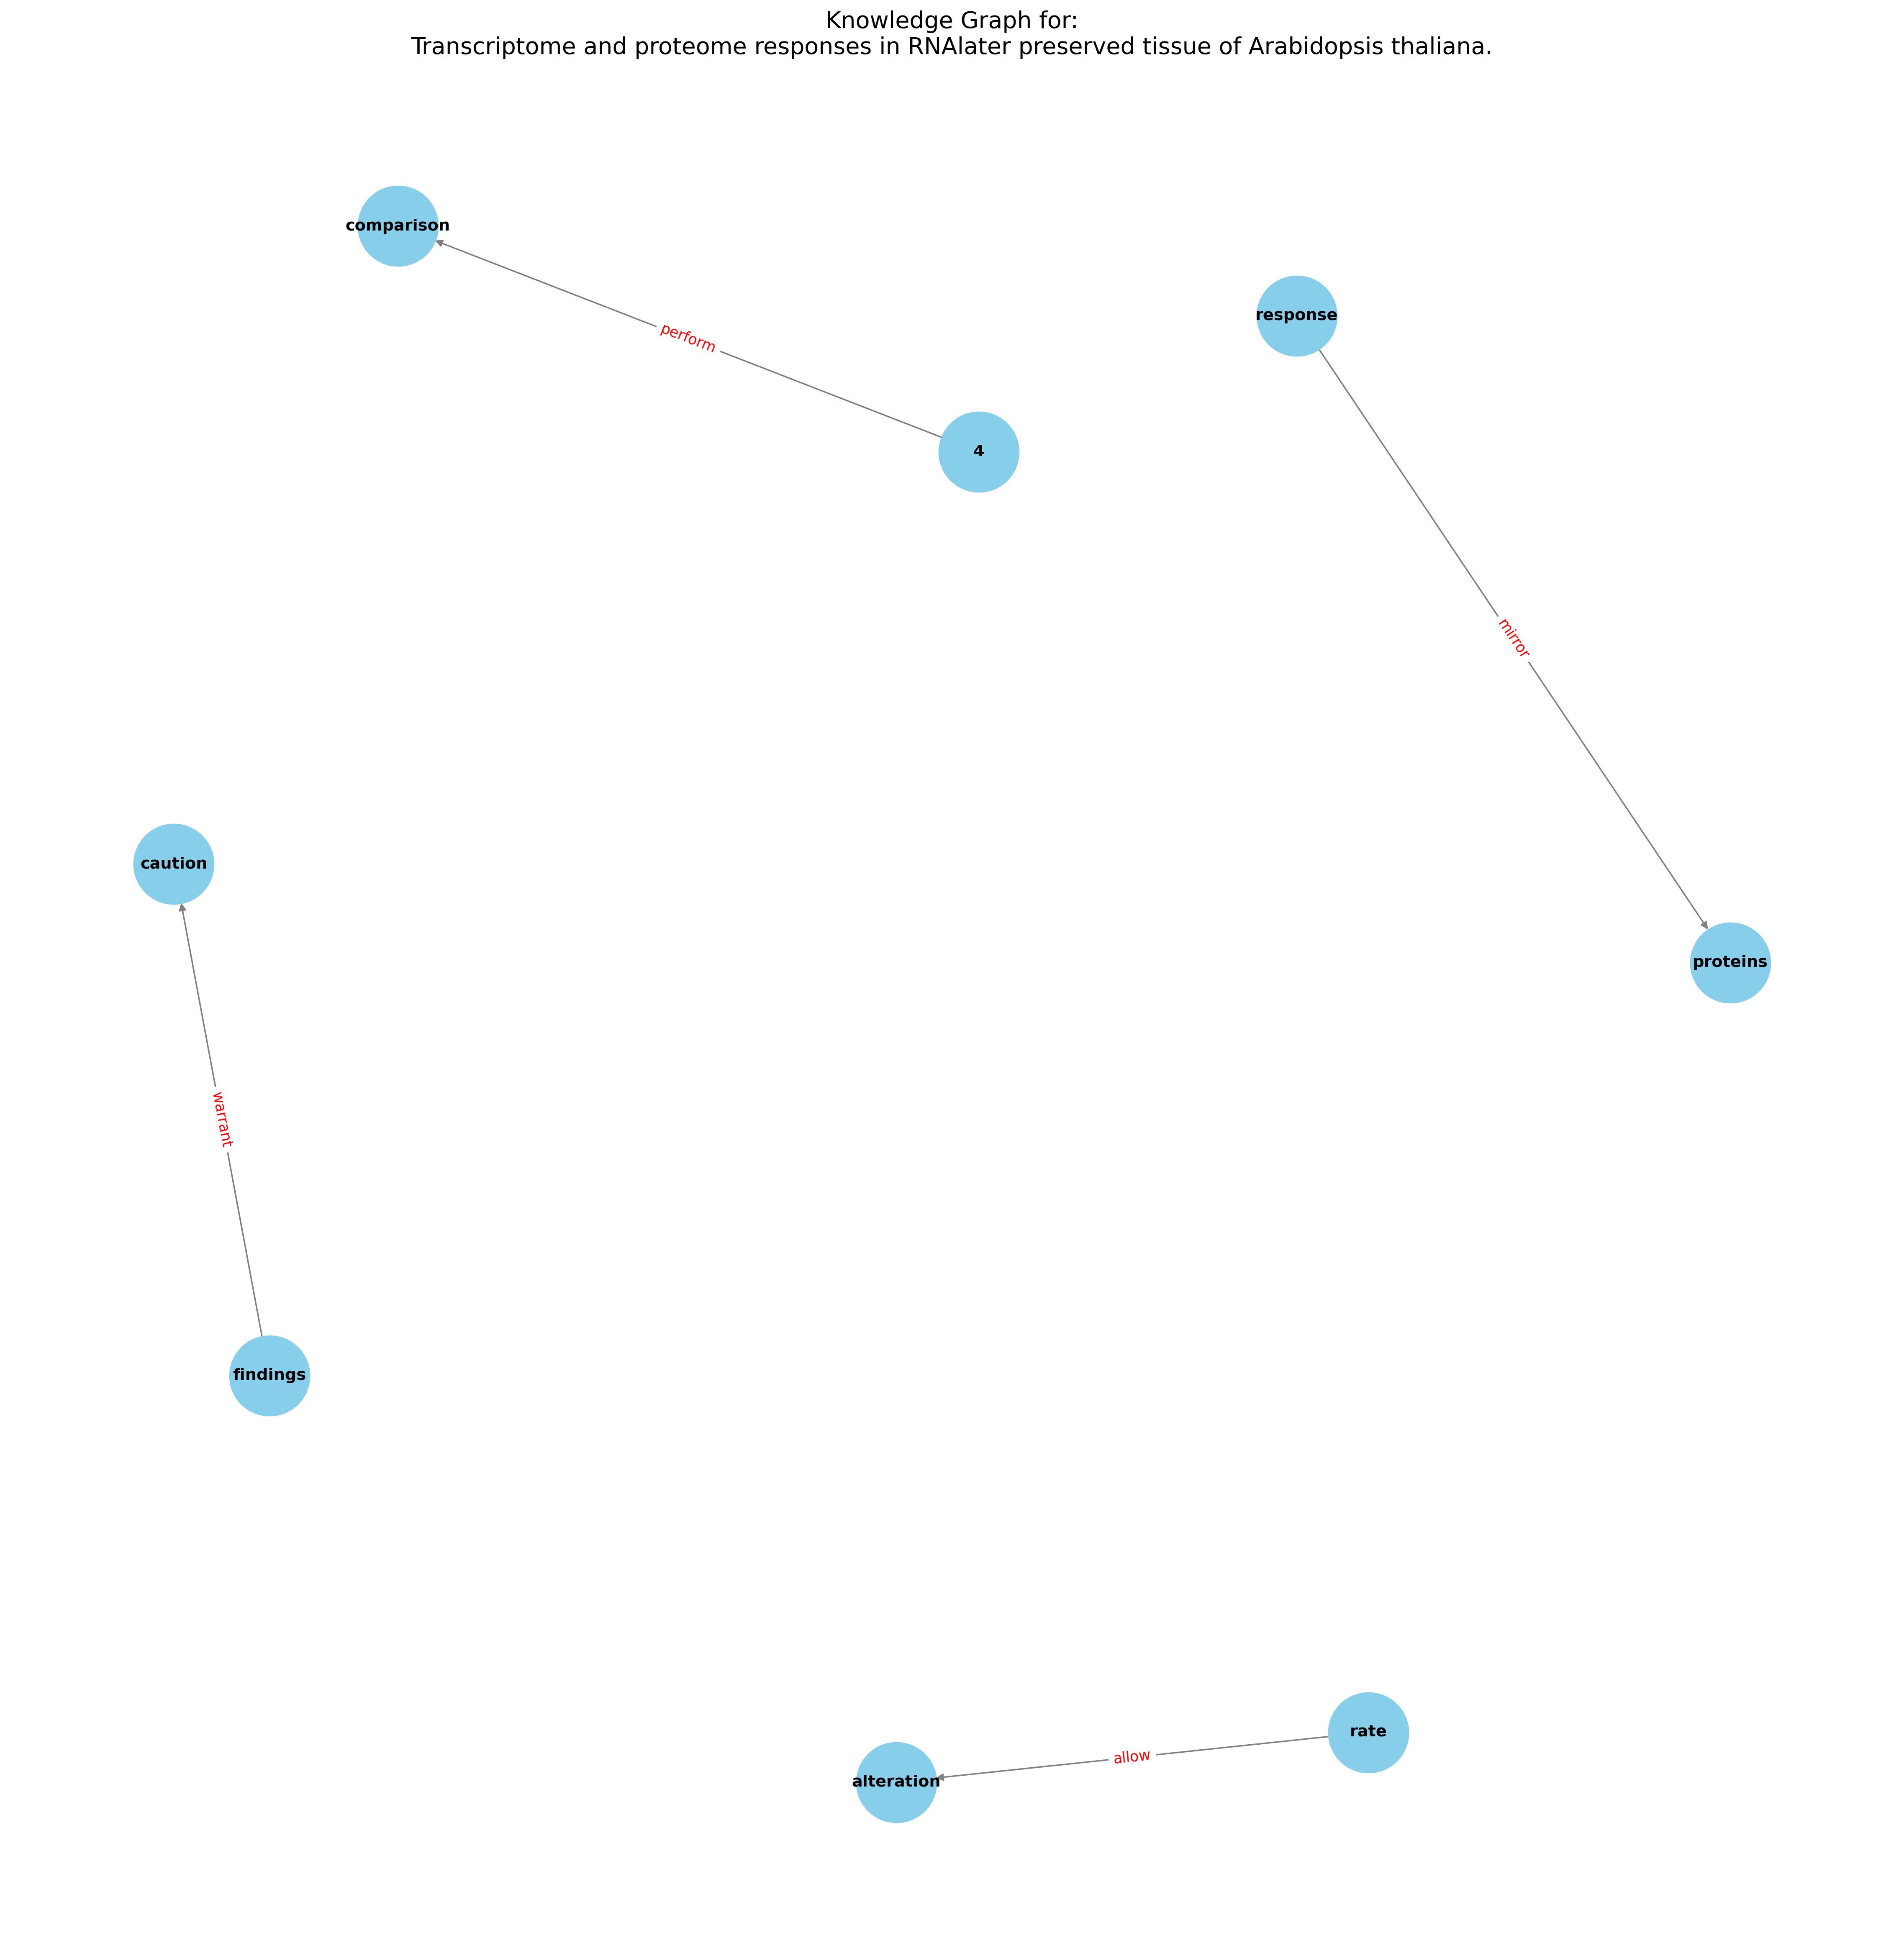 Knowledge Graph for:
Transcriptome and proteome responses in RNAlater preserved tissue of Arabidopsis thaliana.
comparison
response
perform
4
mirror
caution
proteins
warrant
findings
rate
allow
alteration